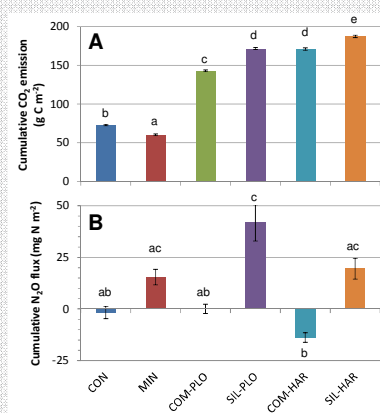 A
Cumulative CO2 emission
(g C m-2)
200
150
100
50
0
b
a
c
d
d
e
B
Cumulative N2O flux (mg N m-2)
50
25
0
-25
ab
ac
ab
c
b
ac
CON
MIN
COM-PLO
SIL-PLO
COM-HAR
SIL-HAR